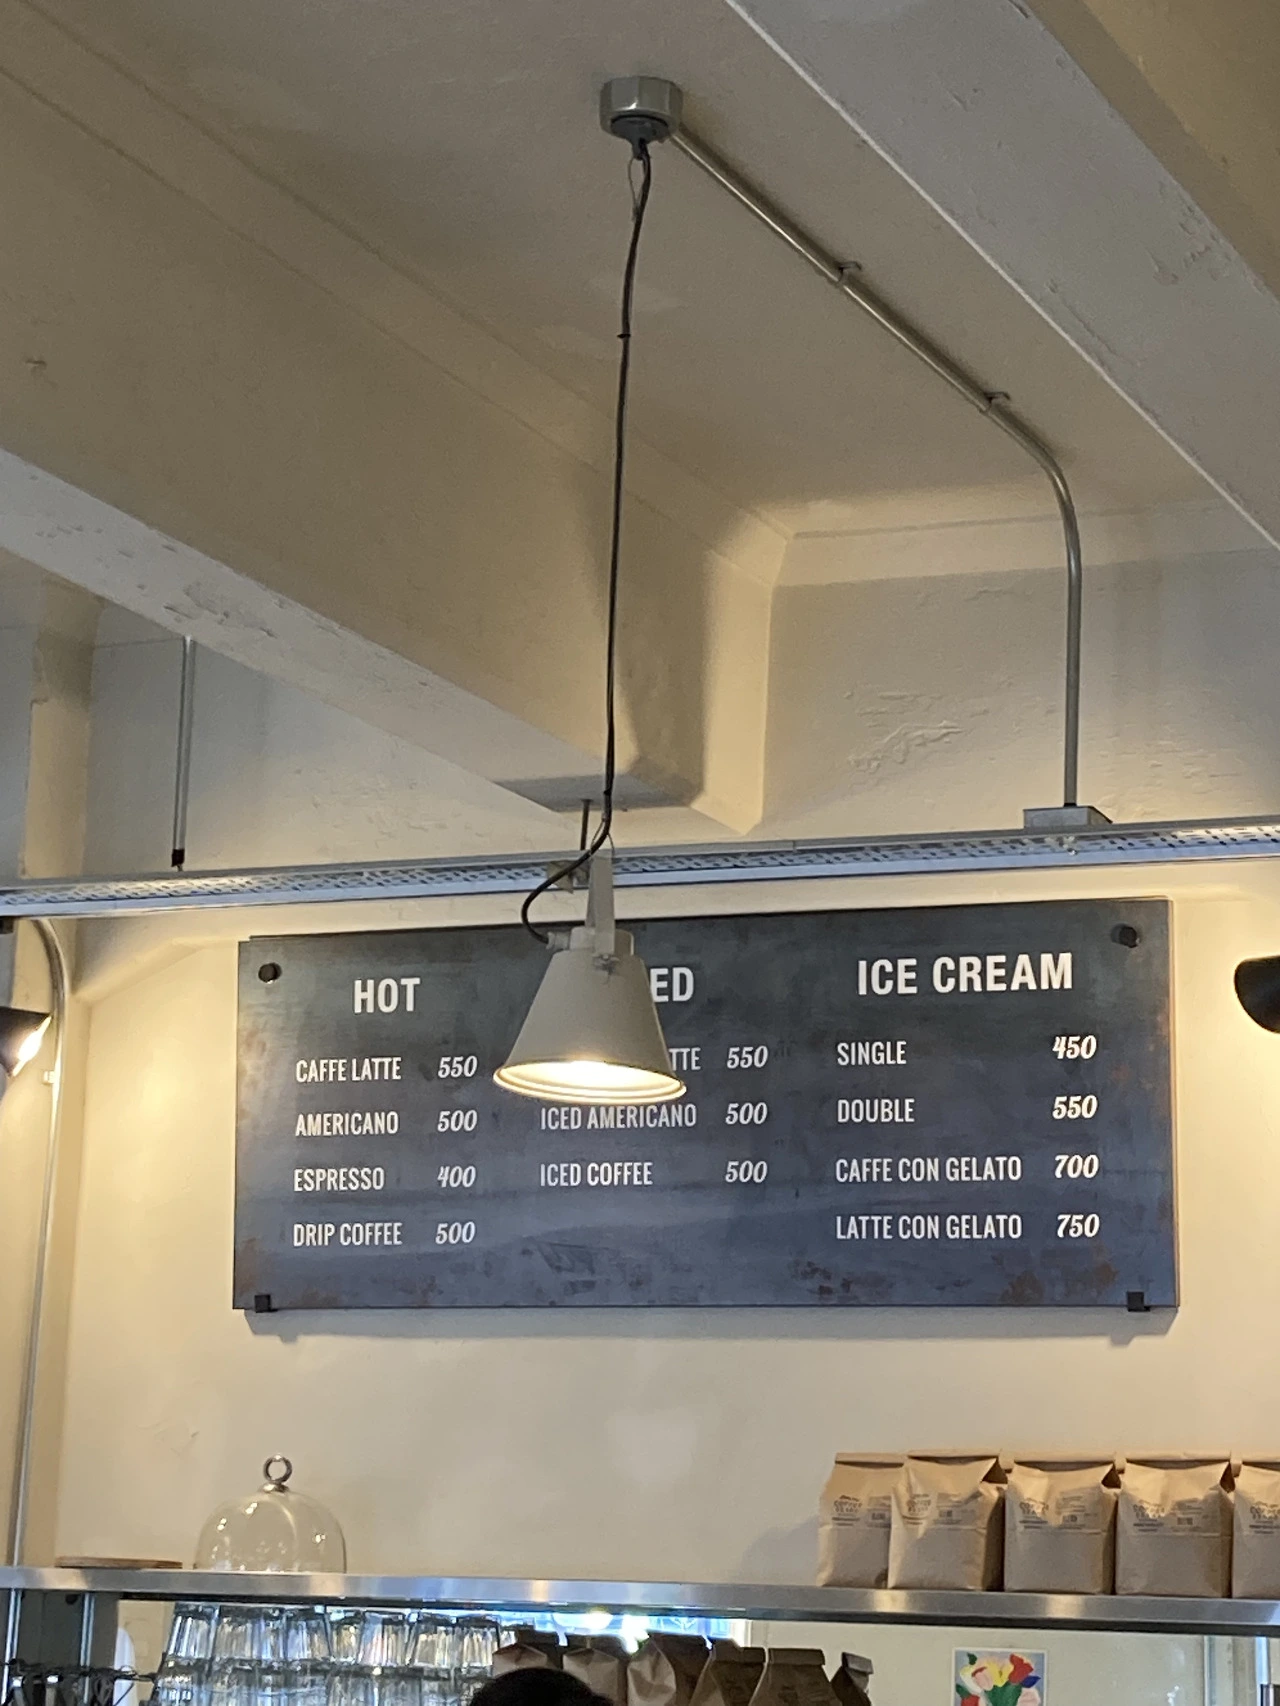 HOT
CAFFE LATTE 550
AMERICANO 500
ESPRESSO 400
DRIP COFFEE 500
ED
TTE 550
ICED AMERICANO 500
ICED COFFEE 500
ICE CREAM
SINGLE 450
DOUBLE 550
CAFFE CON GELATO 700
LATTE CON GELATO 750